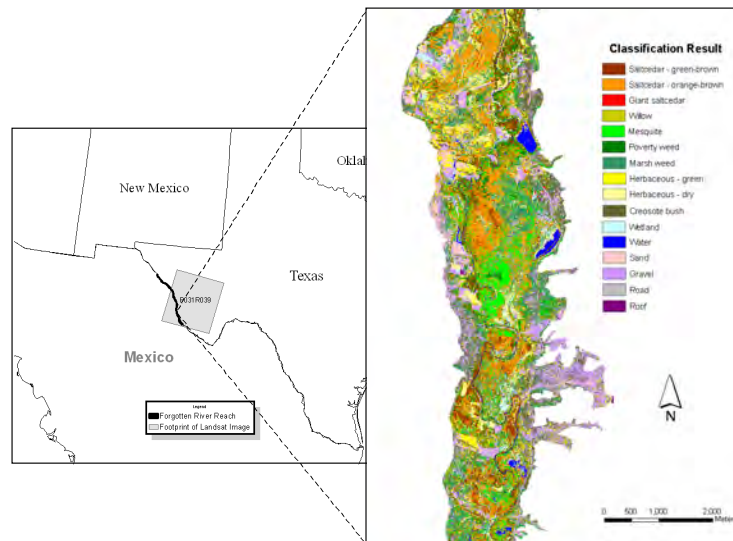 Oklah
New Mexico
Texas
Mexico
Legend
Forgotten River Reach
Footprint of Landsat Image
Classification Result
Saltcedar - green-brown
Saltcedar - orange-brown
Giant saltcedar
Willow
Mesquite
Poverty weed
Marsh weed
Herbaceous - green
Herbaceous - dry
Creosote bush
Wetland
Water
Sand
Gravel
Road
Roof
N
0 500 1,000 2,000
Meter